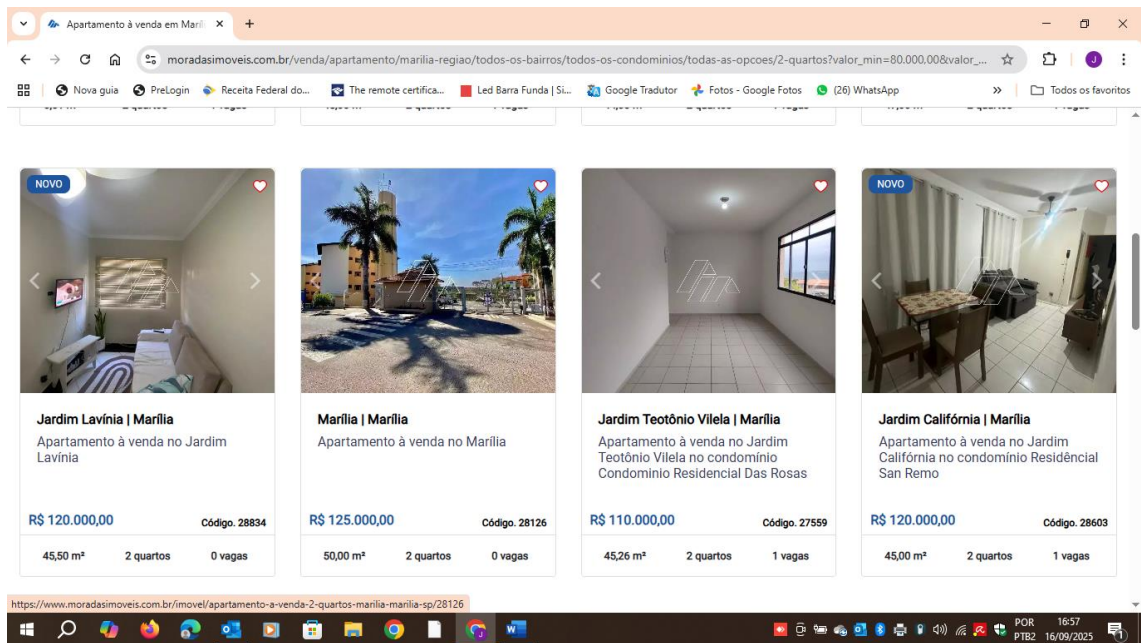 Apartamento à venda em Maríl
moradasimoveis.com.br/venda/apartamento/marilia-regiao/todos-os-bairros/todos-os-condominios/todas-as-opcoes/2-quartos?valor_min=80.000.00&valor_...
J
Nova guia
PreLogin
Receita Federal do...
The remote certifica...
Led Barra Funda | Si...
Google Tradutor
Fotos - Google Fotos
(26) WhatsApp
»
Todos os favoritos
NOVO
Jardim Lavínia | Marília
Apartamento à venda no Jardim
Lavínia
R$ 120.000,00
Código. 28834
45,50 m² 2 quartos 0 vagas
Marília | Marília
Apartamento à venda no Marília
R$ 125.000,00
Código. 28126
50,00 m² 2 quartos 0 vagas
Jardim Teotônio Vilela | Marília
Apartamento à venda no Jardim
Teotônio Vilela no condomínio
Condominio Residencial Das Rosas
R$ 110.000,00
Código. 27559
45,26 m² 2 quartos 1 vagas
NOVO
Jardim Califórnia | Marília
Apartamento à venda no Jardim
Califórnia no condomínio Residêncial
San Remo
R$ 120.000,00
Código. 28603
45,00 m² 2 quartos 1 vagas
https://www.moradasimoveis.com.br/imovel/apartamento-a-venda-2-quartos-marilia-marilia-sp/28126
POR
PTB2
16:57
16/09/2025